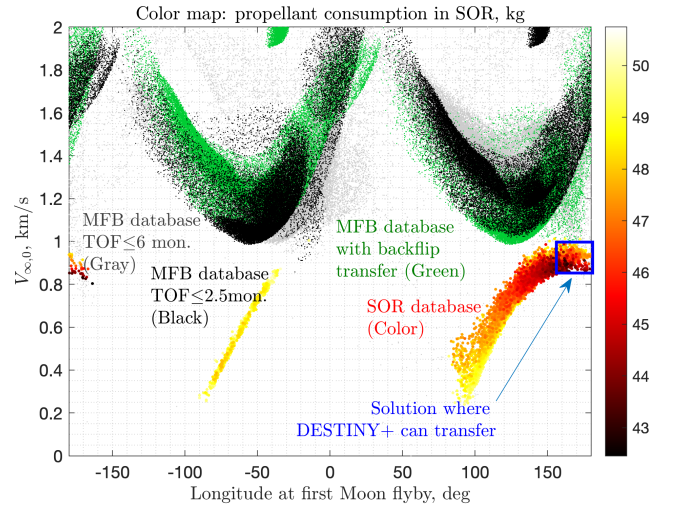 Color map: propellant consumption in SOR, kg
2
1.8
1.6
1.4
1.2
1
0.8
0.6
0.4
0.2
0
V∞,0, km/s
MFB database
TOF≤6 mon.
(Gray)
MFB database
TOF≤2.5mon.
(Black)
MFB database
with backflip
transfer (Green)
SOR database
(Color)
Solution where
DESTINY+ can transfer
-150 -100 -50 0 50 100 150
Longitude at first Moon flyby, deg
50
49
48
47
46
45
44
43